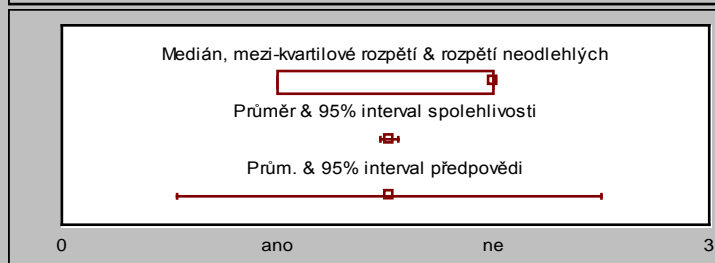 Medián, mezi-kvartilové rozpětí & rozpětí neodlehlých
Průměr & 95% interval spolehlivosti
Prům. & 95% interval předpovědi
0 ano ne 3